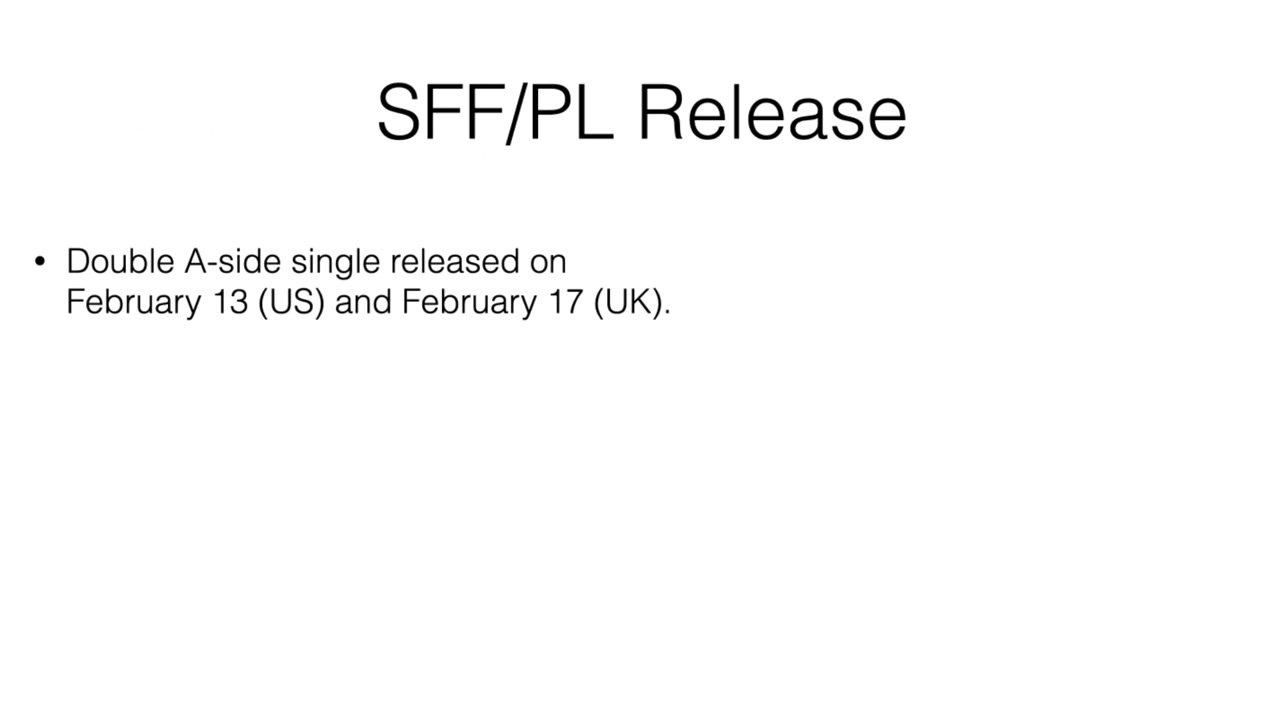 SFF/PL Release
• Double A-side single released on
February 13 (US) and February 17 (UK).